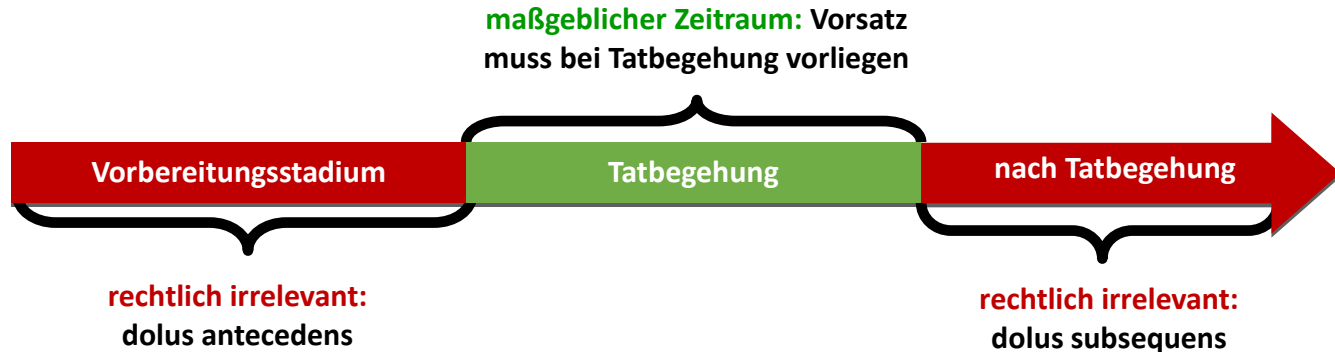 maßgeblicher Zeitraum: Vorsatz
muss bei Tatbegehung vorliegen
Vorbereitungsstadium
Tatbegehung
nach Tatbegehung
rechtlich irrelevant:
dolus antecedens
rechtlich irrelevant:
dolus subsequens